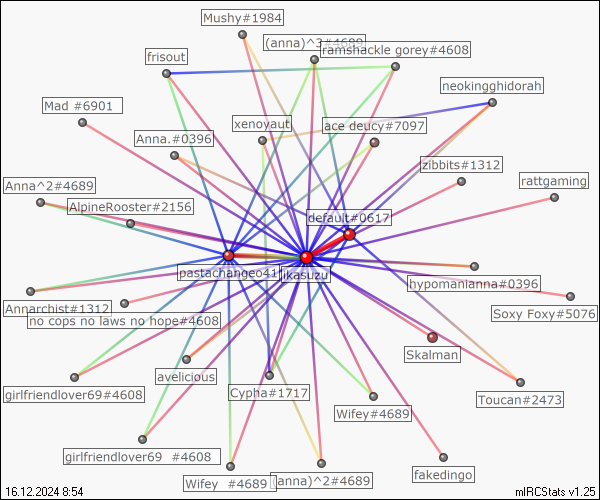 Mushy#1984
(anna)^3#4689
ramshackle gorey#4608
frisout
neokingghidorah
Mad #6901
xenoyaut
ace deucy#7097
Anna.#0396
zibbits#1312
rattgaming
Anna^2#4689
AlpineRooster#2156
default#0617
pastachangeo41
ikasuzu
hypomanianna#0396
Annarchist#1312
no cops no laws no hope#4608
Soxy Foxy#5076
Skalman
girlfriendlover69#4608
avelicious
Cypha#1717
Toucan#2473
Wifey#4689
girlfriendlover69 #4608
Wifey #4689
(anna)^2#4689
fakedingo
16.12.2024 8:54
mIRCStats v1.25